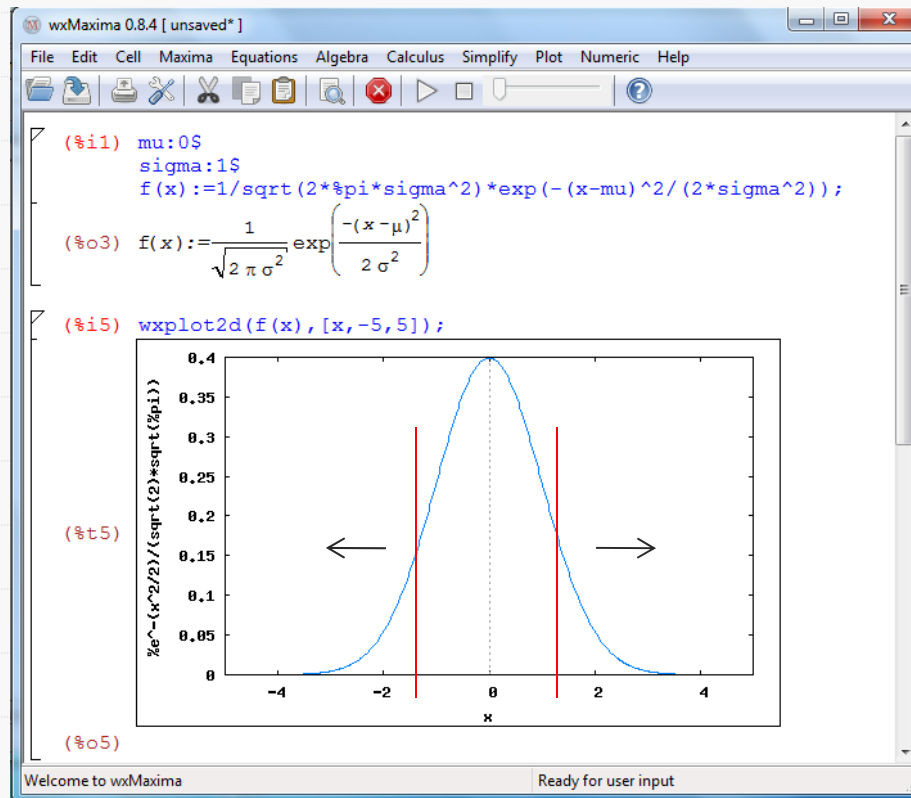 wxMaxima 0.8.4 [ unsaved* ]
File Edit Cell Maxima Equations Algebra Calculus Simplify Plot Numeric Help
(%i1) mu:0$
sigma:1$
f(x):=1/sqrt(2*%pi*sigma^2)*exp(-(x-mu)^2/(2*sigma^2));
(%o3) f(x):=1/√(2 π σ²) exp(-(x-μ)²/(2 σ²))
(%i5) wxplot2d(f(x),[x,-5,5]);
0.4
0.35
0.3
0.25
0.2
0.15
0.1
0.05
0
%e^-(x^2/2)/(sqrt(2)*sqrt(%pi))
(%t5)
-4 -2 0 2 4
x
(%o5)
Welcome to wxMaxima Ready for user input